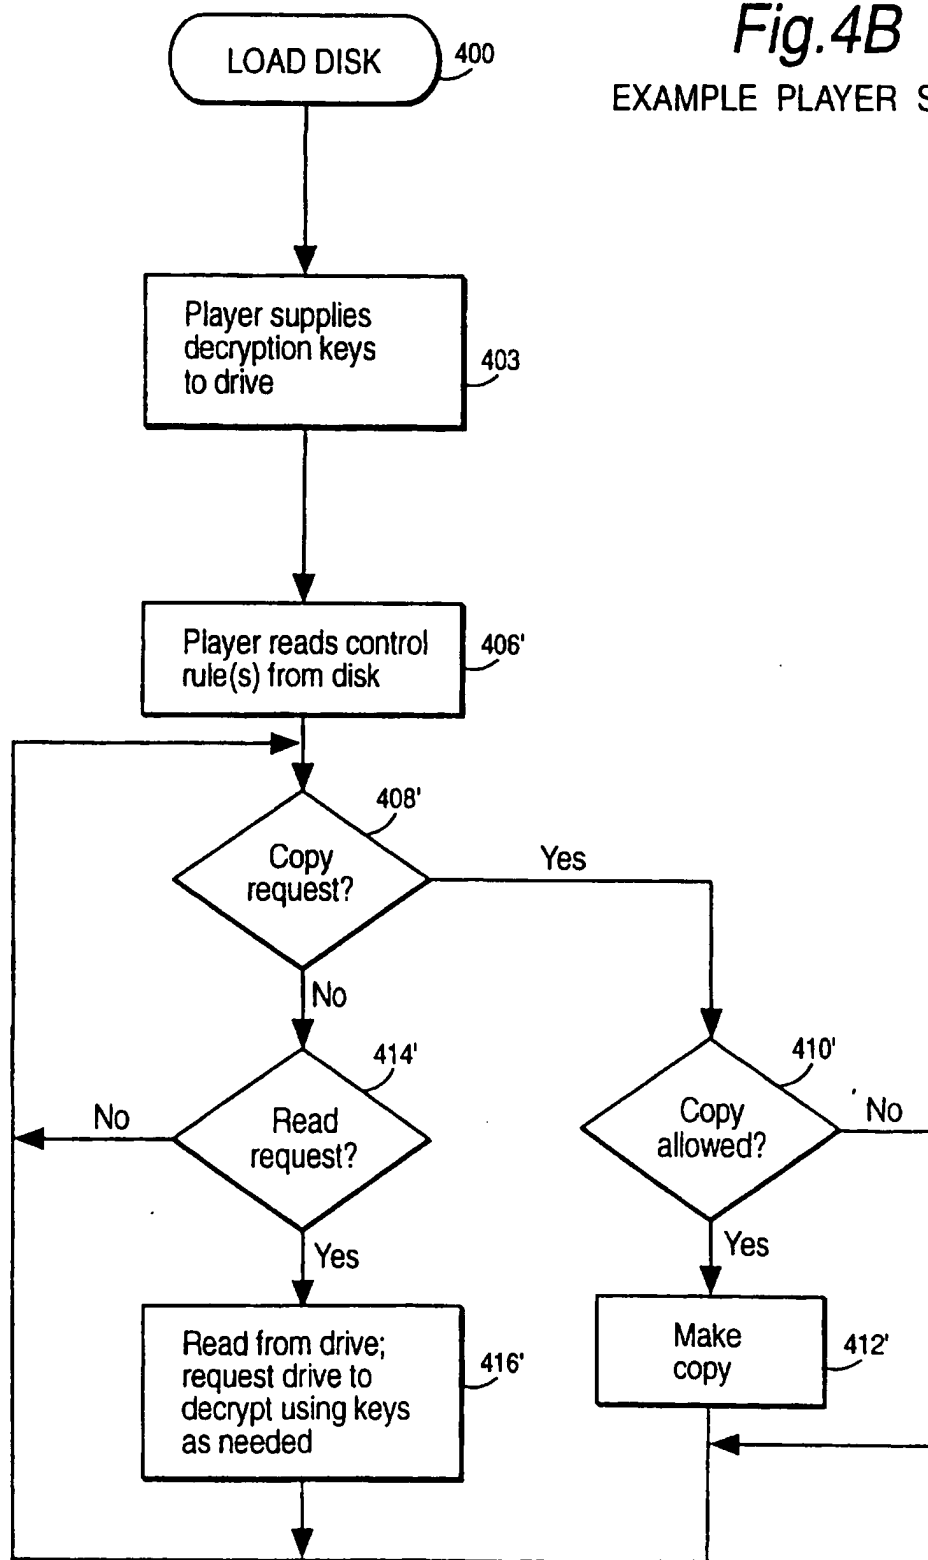 Fig.4B
EXAMPLE PLAYER
LOAD DISK
400
Player supplies
decryption keys
to drive
403
Player reads control
rule(s) from disk
406'
408'
Copy
request?
Yes
No
414'
Read
request?
No
Yes
410'
Copy
allowed?
No
Yes
Read from drive;
request drive to
decrypt using keys
as needed
416'
Make
copy
412'